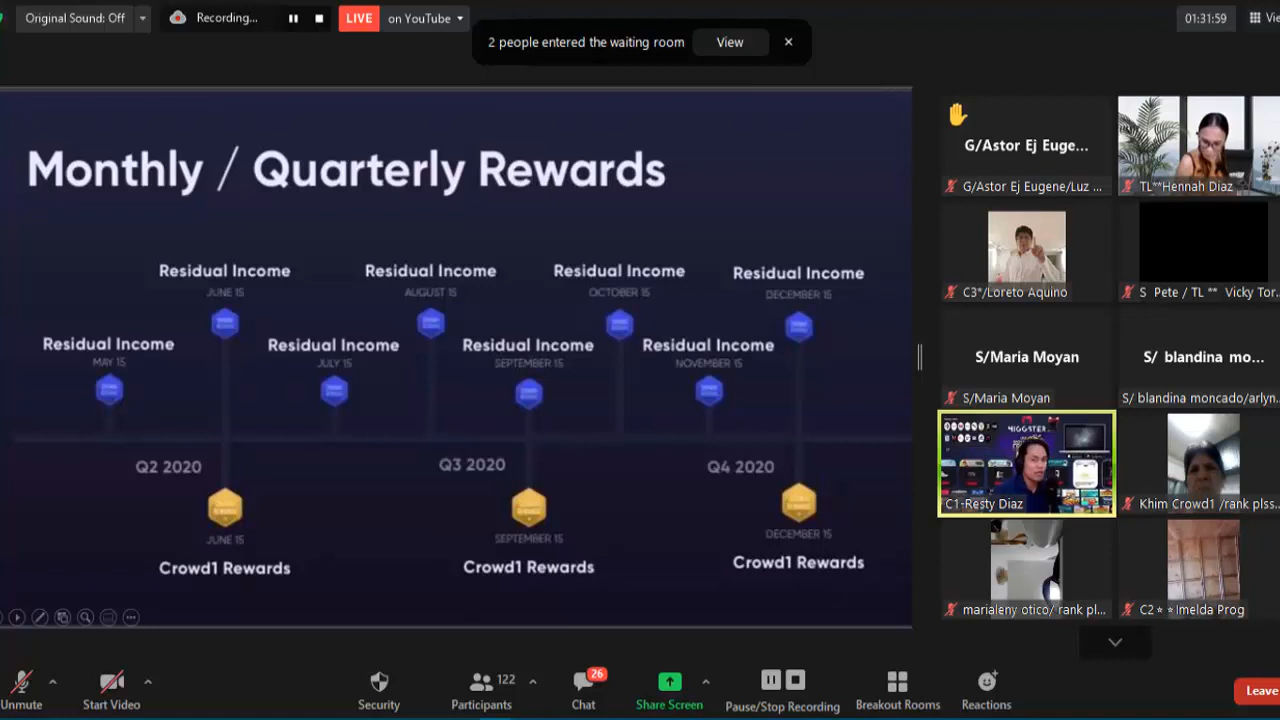 Original Sound: Off
Recording...
LIVE
on YouTube
2 people entered the waiting room
View
01:31:59
Vie
Monthly / Quarterly Rewards
Residual Income
Residual Income
Residual Income
Residual Income
JUNE 15
AUGUST 15
OCTOBER 15
DECEMBER 15
Residual Income
Residual Income
Residual Income
Residual Income
MAY 15
JULY 15
SEPTEMBER 15
NOVEMBER 15
Q2 2020
Q3 2020
Q4 2020
JUNE 15
SEPTEMBER 15
DECEMBER 15
Crowd1 Rewards
Crowd1 Rewards
Crowd1 Rewards
G/Astor Ej Euge...
G/Astor Ej Eugene/Luz ...
TL**Hennah Diaz
C3*/Loreto Aquino
S Pete / TL ** Vicky Tor...
S/Maria Moyan
S/ blandina mo...
S/Maria Moyan
S/ blandina moncado/arlyn...
MIGGSTER
C1-Resty Diaz
Khim Crowd1 /rank plss...
marialeny otico/ rank pl...
C2**Imelda Prog
Unmute
Start Video
Security
Participants
122
Chat
26
Share Screen
Pause/Stop Recording
Breakout Rooms
Reactions
Leave